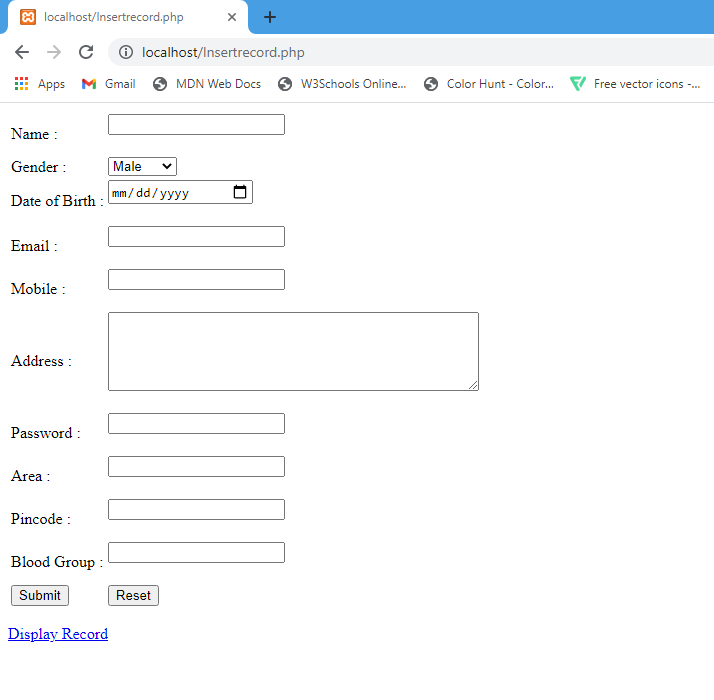 localhost/Insertrecord.php
localhost/Insertrecord.php
Apps Gmail MDN Web Docs W3Schools Online... Color Hunt - Color... Free vector icons -...
Name :
Gender : Male
Date of Birth : mm/dd/yyyy
Email :
Mobile :
Address :
Password :
Area :
Pincode :
Blood Group :
Submit Reset
Display Record